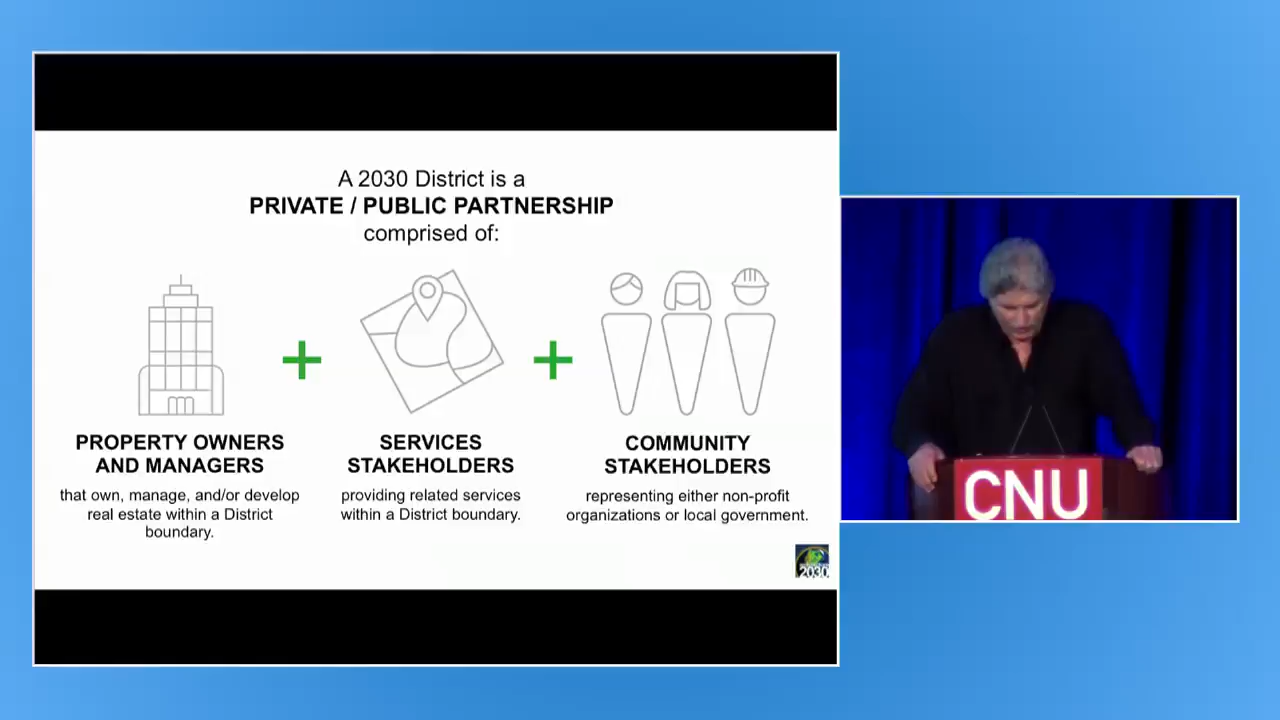 A 2030 District is a
PRIVATE / PUBLIC PARTNERSHIP
comprised of:
PROPERTY OWNERS
AND MANAGERS
that own, manage, and/or develop
real estate within a District
boundary.
SERVICES
STAKEHOLDERS
providing related services
within a District boundary.
COMMUNITY
STAKEHOLDERS
representing either non-profit
organizations or local government.
2030
CNU